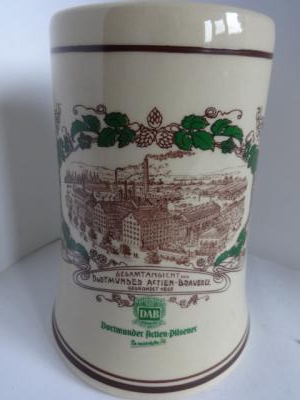 GESAMTANSICHT DER
DORTMUNDER ACTIEN-BRAUEREI
GEGRÜNDET 1868
DAB
Dortmunder Actien-Pilsener